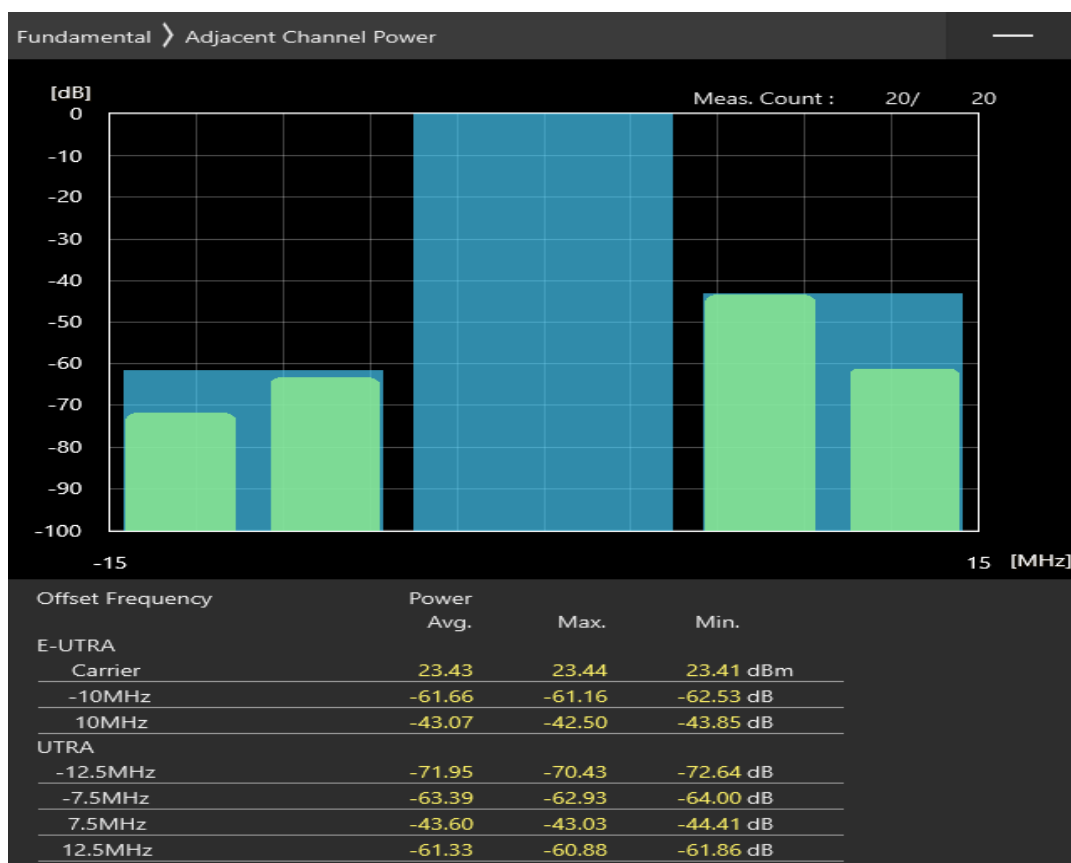 Fundamental ❯ Adjacent Channel Power
[dB]
Meas. Count : 20/ 20
0
-10
-20
-30
-40
-50
-60
-70
-80
-90
-100
-15 15 [MHz]
Offset Frequency Power
Avg. Max. Min.
E-UTRA
Carrier 23.43 23.44 23.41 dBm
-10MHz -61.66 -61.16 -62.53 dB
10MHz -43.07 -42.50 -43.85 dB
UTRA
-12.5MHz -71.95 -70.43 -72.64 dB
-7.5MHz -63.39 -62.93 -64.00 dB
7.5MHz -43.60 -43.03 -44.41 dB
12.5MHz -61.33 -60.88 -61.86 dB